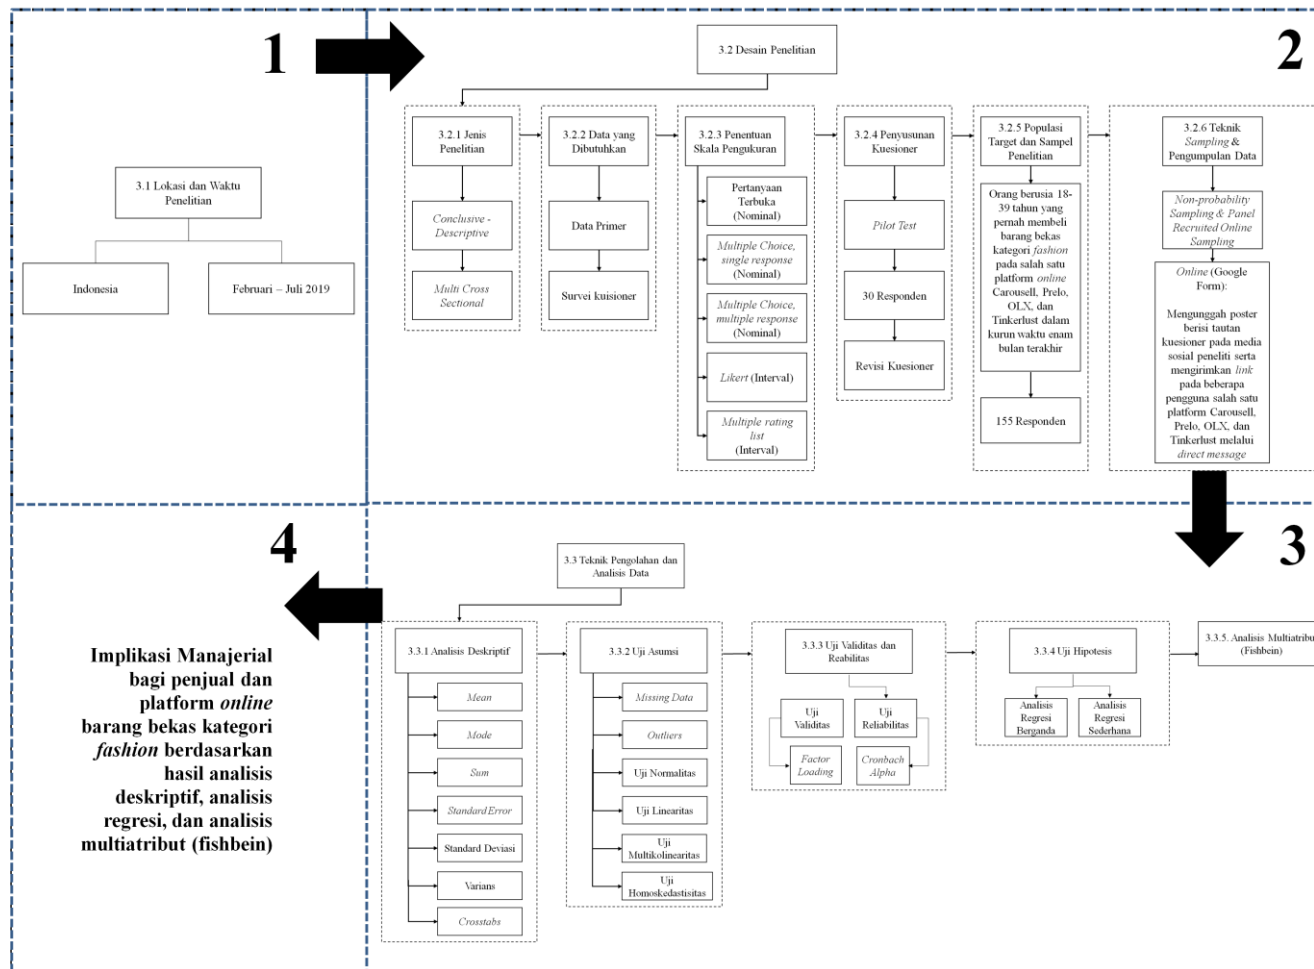 1
3.1 Lokasi dan Waktu
Penelitian
Indonesia
Februari – Juli 2019
2
3.2 Desain Penelitian
3.2.1 Jenis
Penelitian
Conclusive -
Descriptive
Multi Cross
Sectional
3.2.2 Data yang
Dibutuhkan
Data Primer
Survei kuisioner
3.2.3 Penentuan
Skala Pengukuran
Pertanyaan
Terbuka
(Nominal)
Multiple Choice,
single response
(Nominal)
Multiple Choice,
multiple response
(Nominal)
Likert (Interval)
Multiple rating
list
(Interval)
3.2.4 Penyusunan
Kuesioner
Pilot Test
30 Responden
Revisi Kuesioner
3.2.5 Populasi
Target dan Sampel
Penelitian
Orang berusia 18-
39 tahun yang
pernah membeli
barang bekas
kategori fashion
pada salah satu
platform online
Carousell, Prelo,
OLX, dan
Tinkerlust dalam
kurun waktu enam
bulan terakhir
155 Responden
3.2.6 Teknik
Sampling &
Pengumpulan Data
Non-probability
Sampling & Panel
Recruited Online
Sampling
Online (Google
Form):
Mengunggah poster
berisi tautan
kuesioner pada media
sosial peneliti serta
mengirimkan link
pada beberapa
pengguna salah satu
platform Carousell,
Prelo, OLX, dan
Tinkerlust melalui
direct message
3
3.3 Teknik Pengolahan dan
Analisis Data
3.3.1 Analisis Deskriptif
Mean
Mode
Sum
Standard Error
Standard Deviasi
Varians
Crosstabs
3.3.2 Uji Asumsi
Missing Data
Outliers
Uji Normalitas
Uji Linearitas
Uji
Multikolinearitas
Uji
Homoskedastisitas
3.3.3 Uji Validitas dan
Reabilitas
Uji
Validitas
Uji
Reliabilitas
Factor
Loading
Cronbach
Alpha
3.3.4 Uji Hipotesis
Analisis
Regresi
Berganda
Analisis
Regresi
Sederhana
3.3.5. Analisis Multiatribut
(Fishbein)
4
Implikasi Manajerial
bagi penjual dan
platform online
barang bekas kategori
fashion berdasarkan
hasil analisis
deskriptif, analisis
regresi, dan analisis
multiatribut (fishbein)